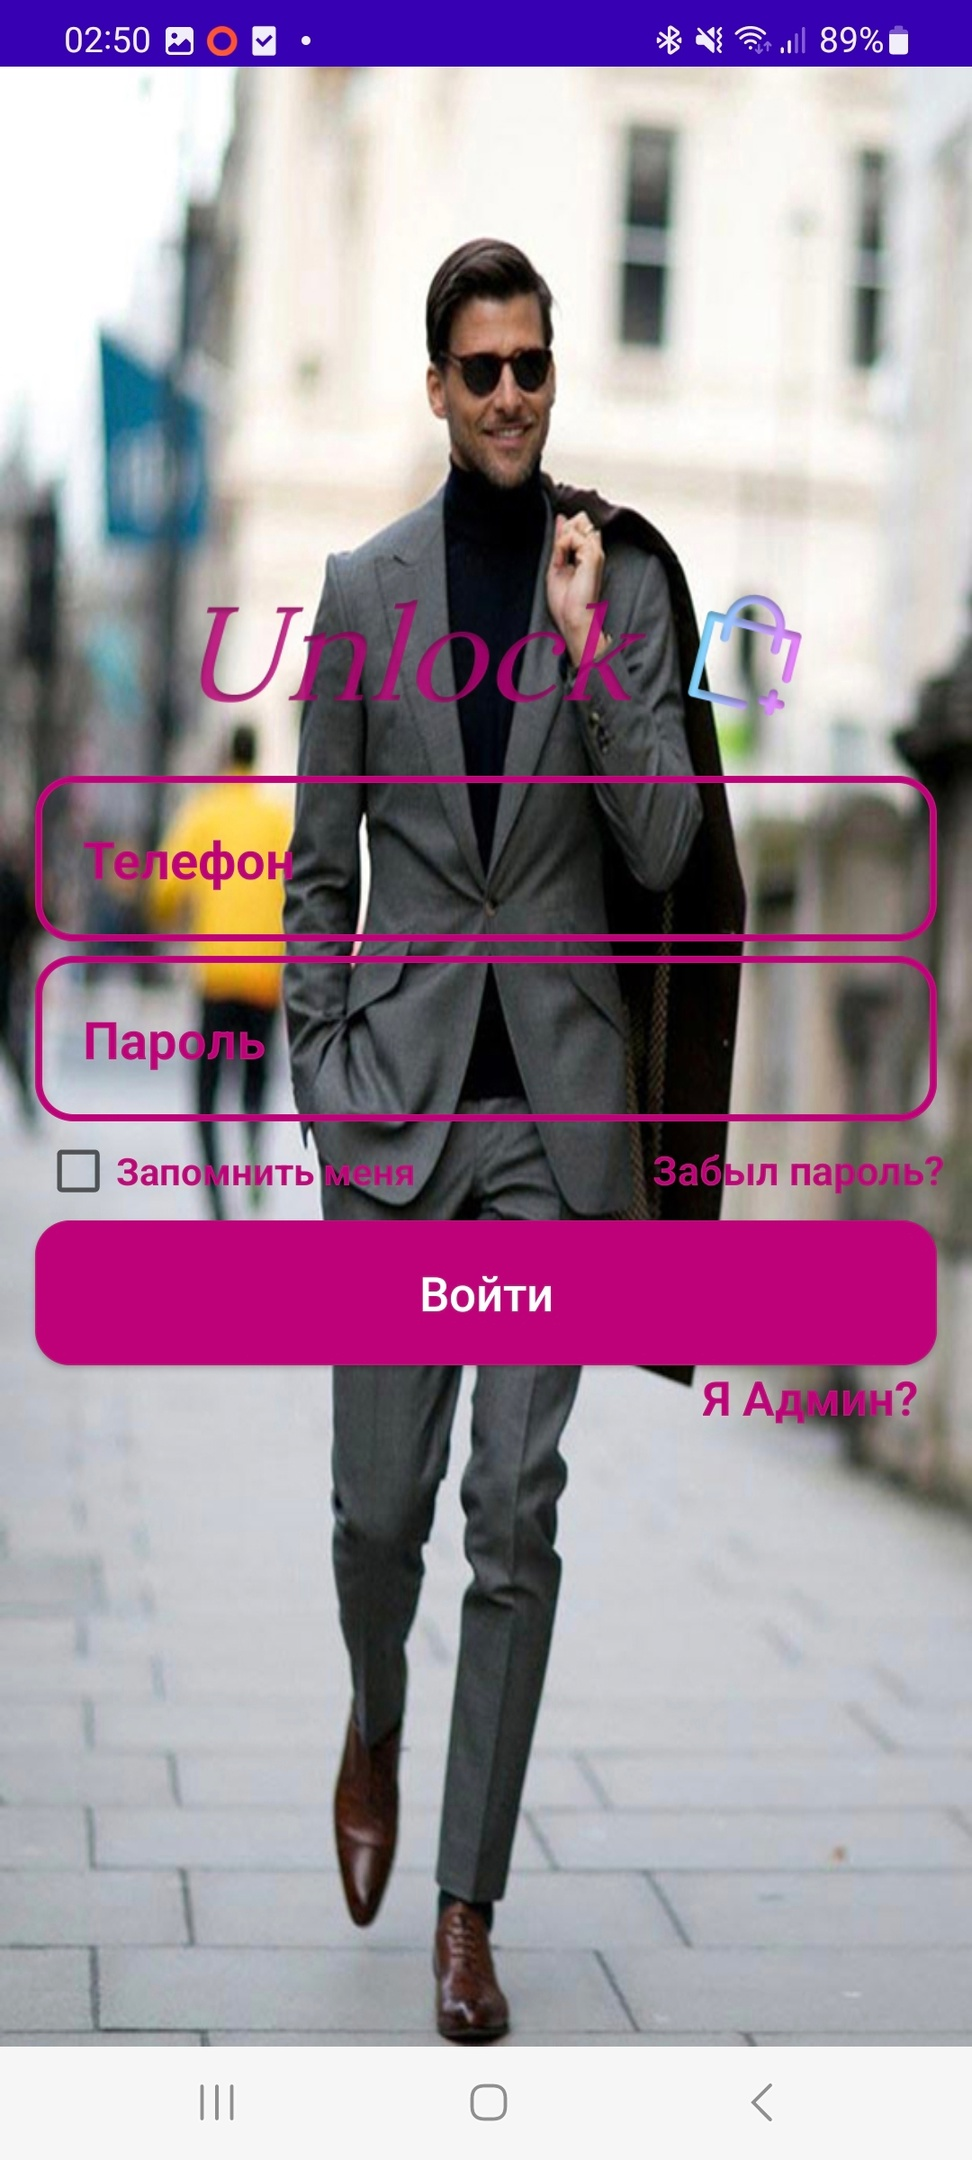 02:50 89%
Unlock
Телефон
Пароль
Запомнить меня Забыл пароль?
Войти
Я Админ?